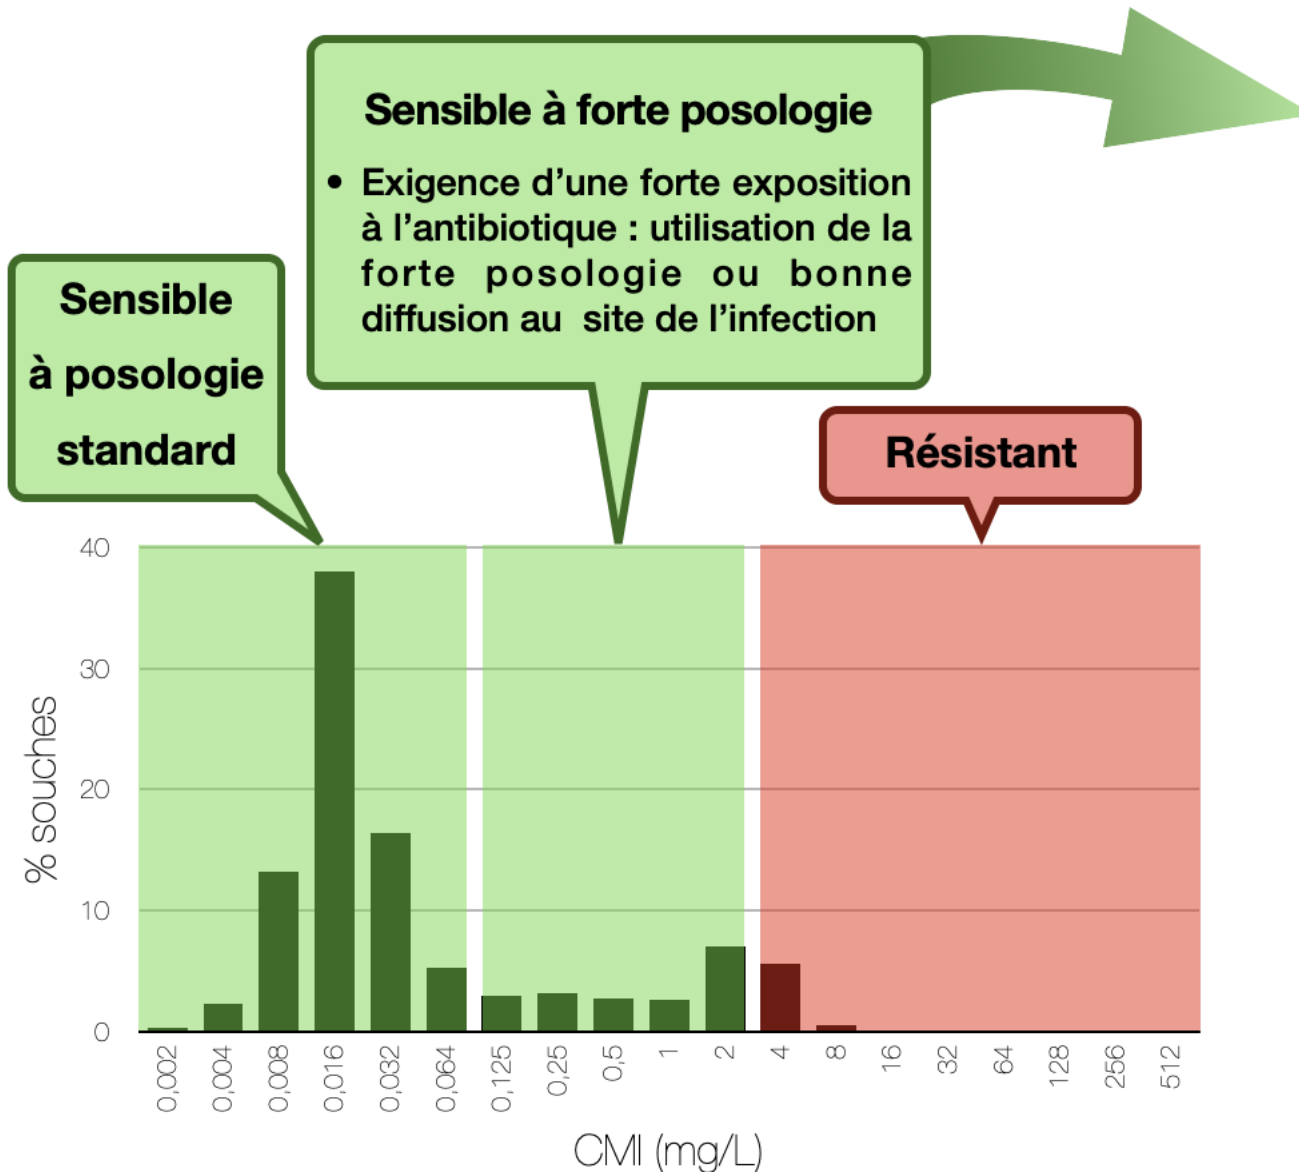 Sensible à forte posologie
• Exigence d'une forte exposition
à l'antibiotique : utilisation de la
forte posologie ou bonne
diffusion au site de l'infection
Sensible
à posologie
standard
Résistant
% souches
40
30
20
10
0
0,002
0,004
0,008
0,016
0,032
0,064
0,125
0,25
0,5
1
2
4
8
16
32
64
128
256
512
CMI (mg/L)